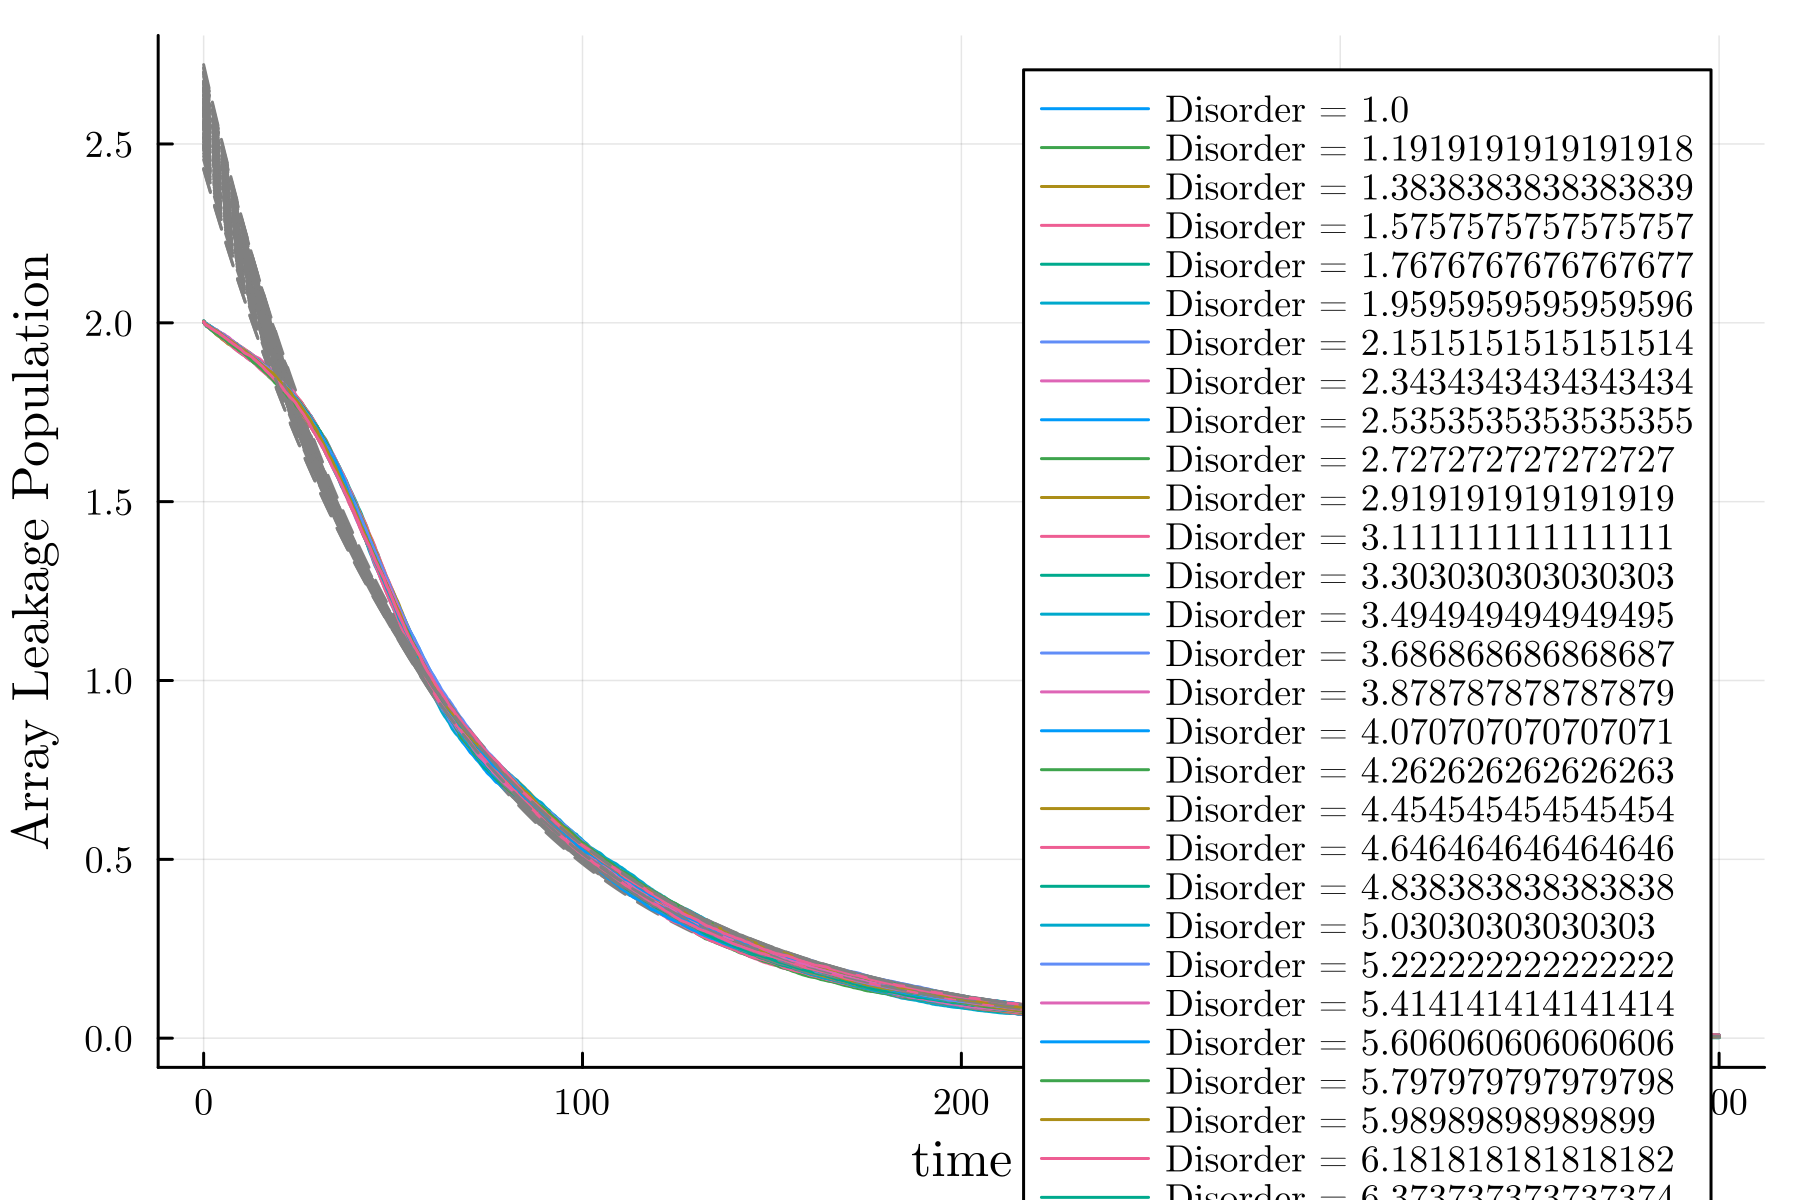 Array Leakage Population
2.5
2.0
1.5
1.0
0.5
0.0
0
100
200
00
time
Disorder = 1.0
Disorder = 1.1919191919191918
Disorder = 1.3838383838383839
Disorder = 1.5757575757575757
Disorder = 1.7676767676767677
Disorder = 1.9595959595959596
Disorder = 2.1515151515151514
Disorder = 2.3434343434343434
Disorder = 2.5353535353535355
Disorder = 2.727272727272727
Disorder = 2.919191919191919
Disorder = 3.111111111111111
Disorder = 3.303030303030303
Disorder = 3.494949494949495
Disorder = 3.686868686868687
Disorder = 3.878787878787879
Disorder = 4.070707070707071
Disorder = 4.262626262626263
Disorder = 4.454545454545454
Disorder = 4.646464646464646
Disorder = 4.838383838383838
Disorder = 5.03030303030303
Disorder = 5.222222222222222
Disorder = 5.414141414141414
Disorder = 5.606060606060606
Disorder = 5.797979797979798
Disorder = 5.98989898989899
Disorder = 6.181818181818182
Disorder = 6.373737373737374